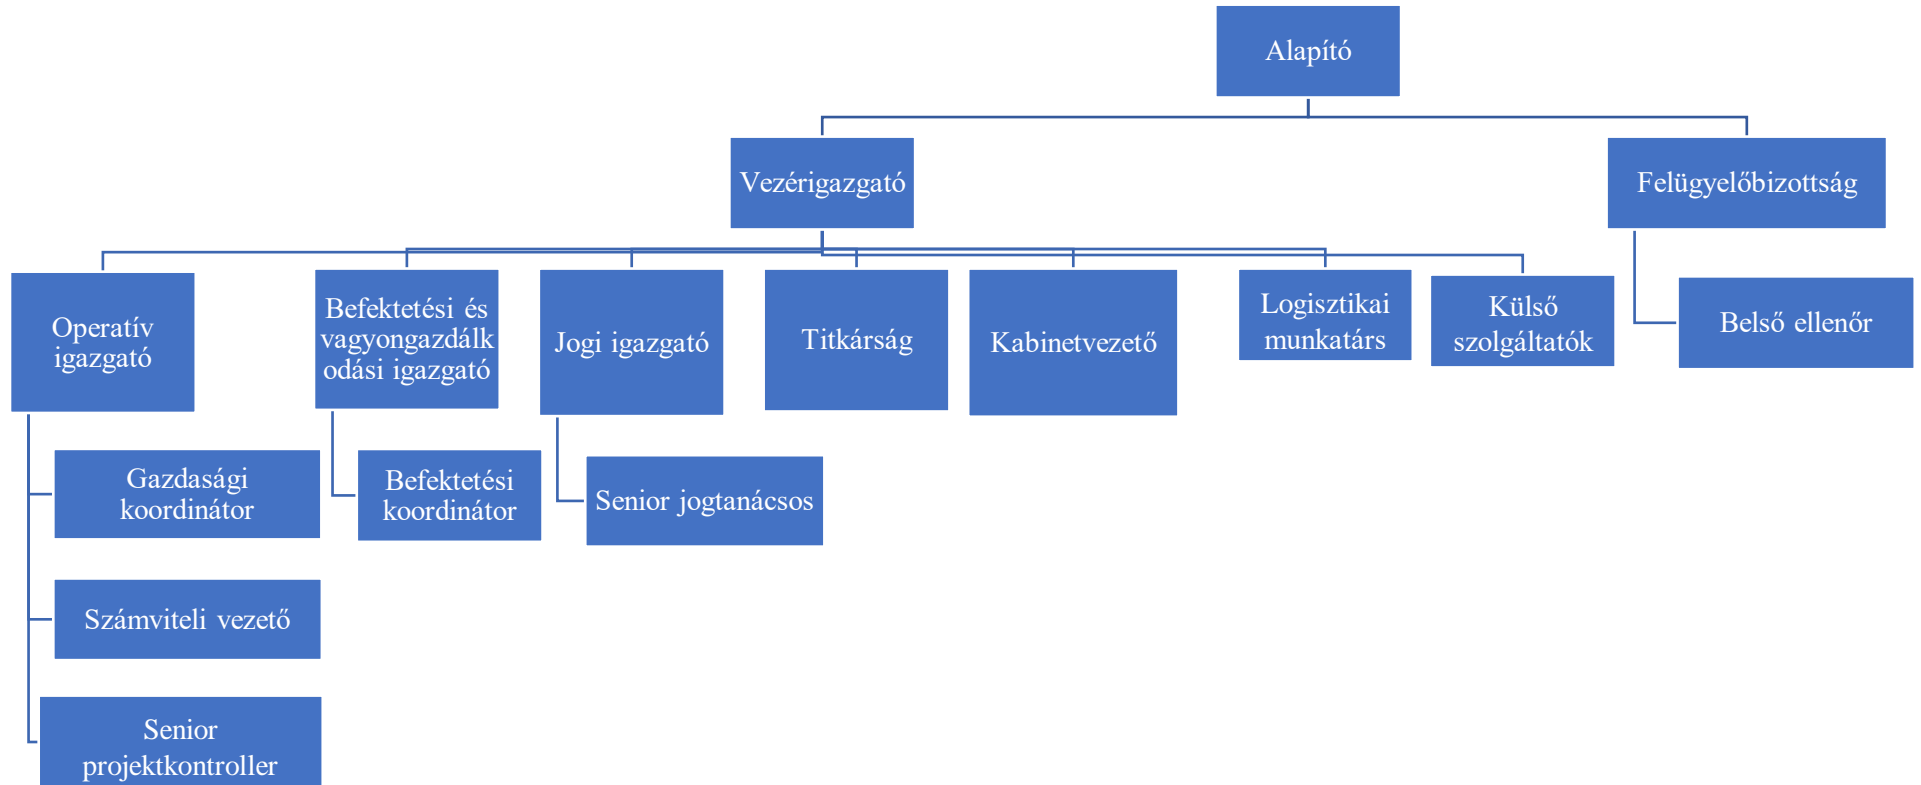 Alapító
Vezérigazgató
Felügyelőbizottság
Operatív
igazgató
Befektetési és
vagyongazdálk
odási igazgató
Jogi igazgató
Titkárság
Kabinetvezető
Logisztikai
munkatárs
Külső
szolgáltatók
Belső ellenőr
Gazdasági
koordinátor
Befektetési
koordinátor
Senior jogtanácsos
Számviteli vezető
Senior
projektkontroller